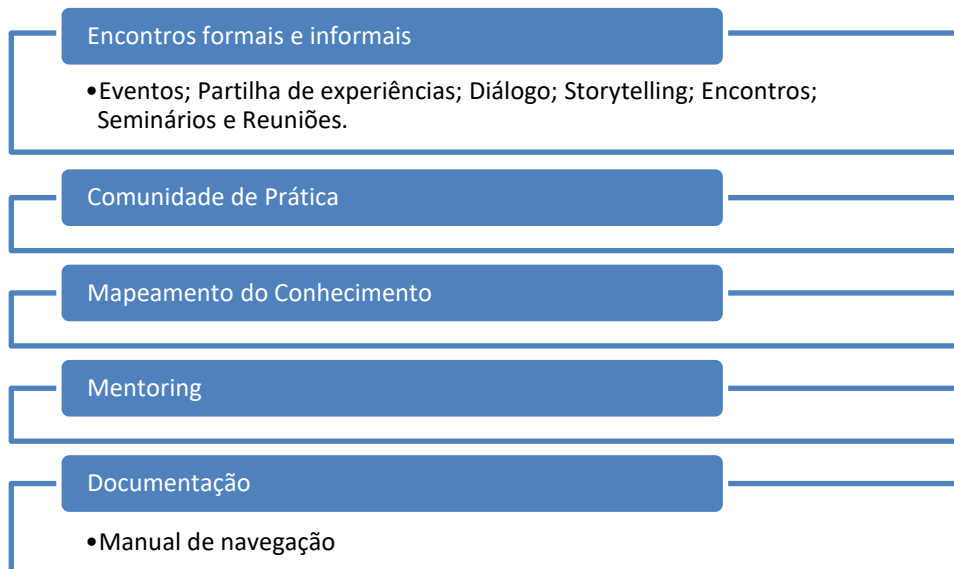 Encontros formais e informais
•Eventos; Partilha de experiências; Diálogo; Storytelling; Encontros;
Seminários e Reuniões.
Comunidade de Prática
Mapeamento do Conhecimento
Mentoring
Documentação
•Manual de navegação